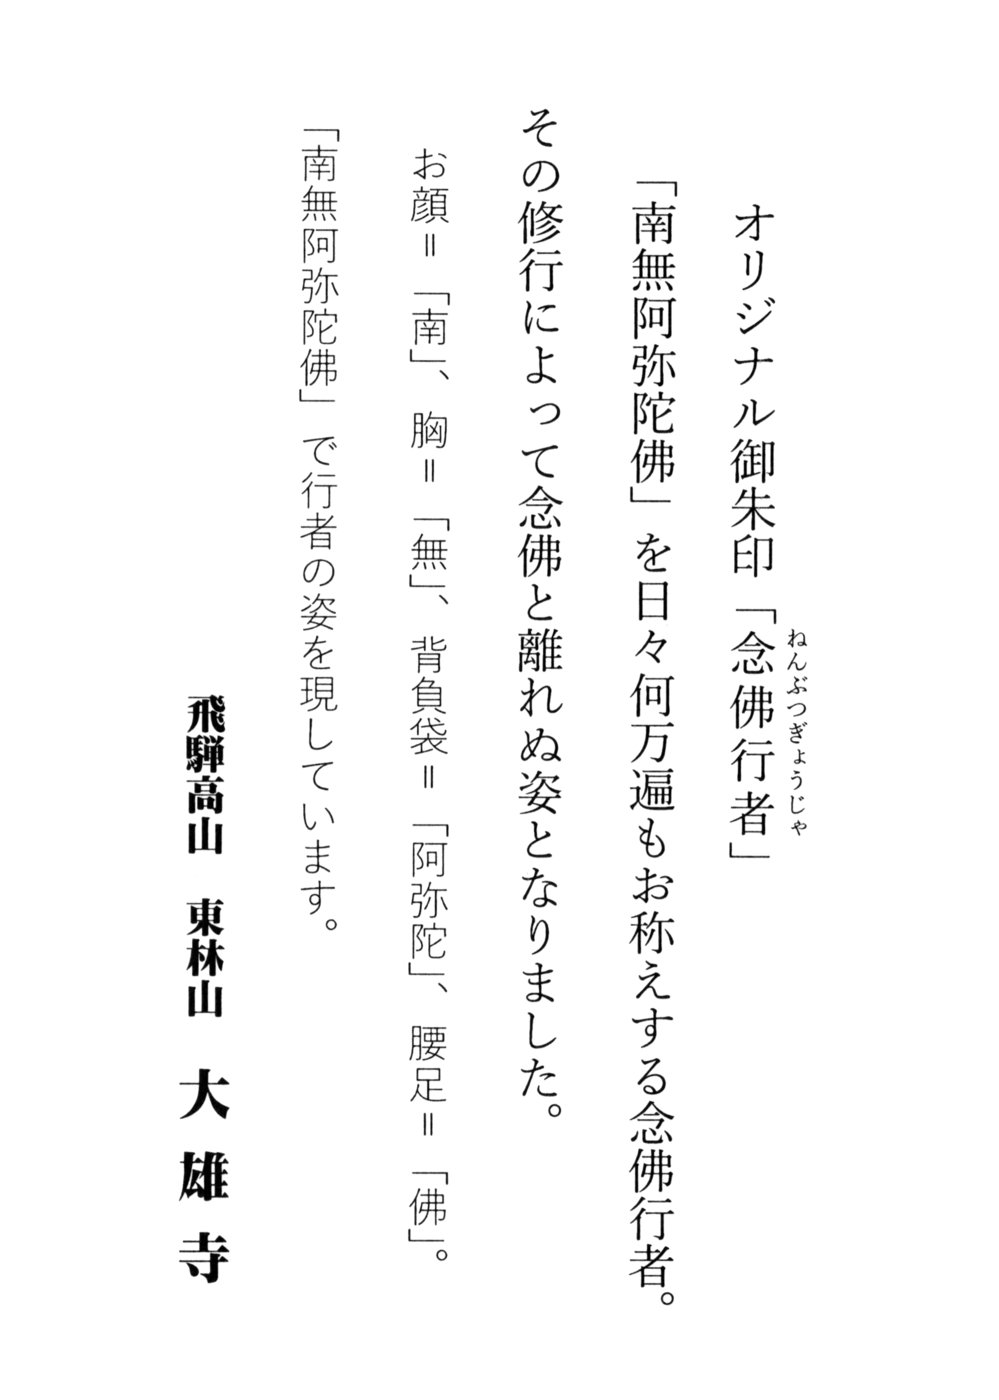 オリジナル御朱印「念佛行者」
ねんぶつぎょうじゃ
「南無阿弥陀佛」を日々何万遍もお称えする念佛行者。
その修行によって念佛と離れぬ姿となりました。
お顔＝「南」、胸＝「無」、背負袋＝「阿弥陀」、腰足＝「佛」。
「南無阿弥陀佛」で行者の姿を現しています。
飛騨高山　東林山　大雄寺